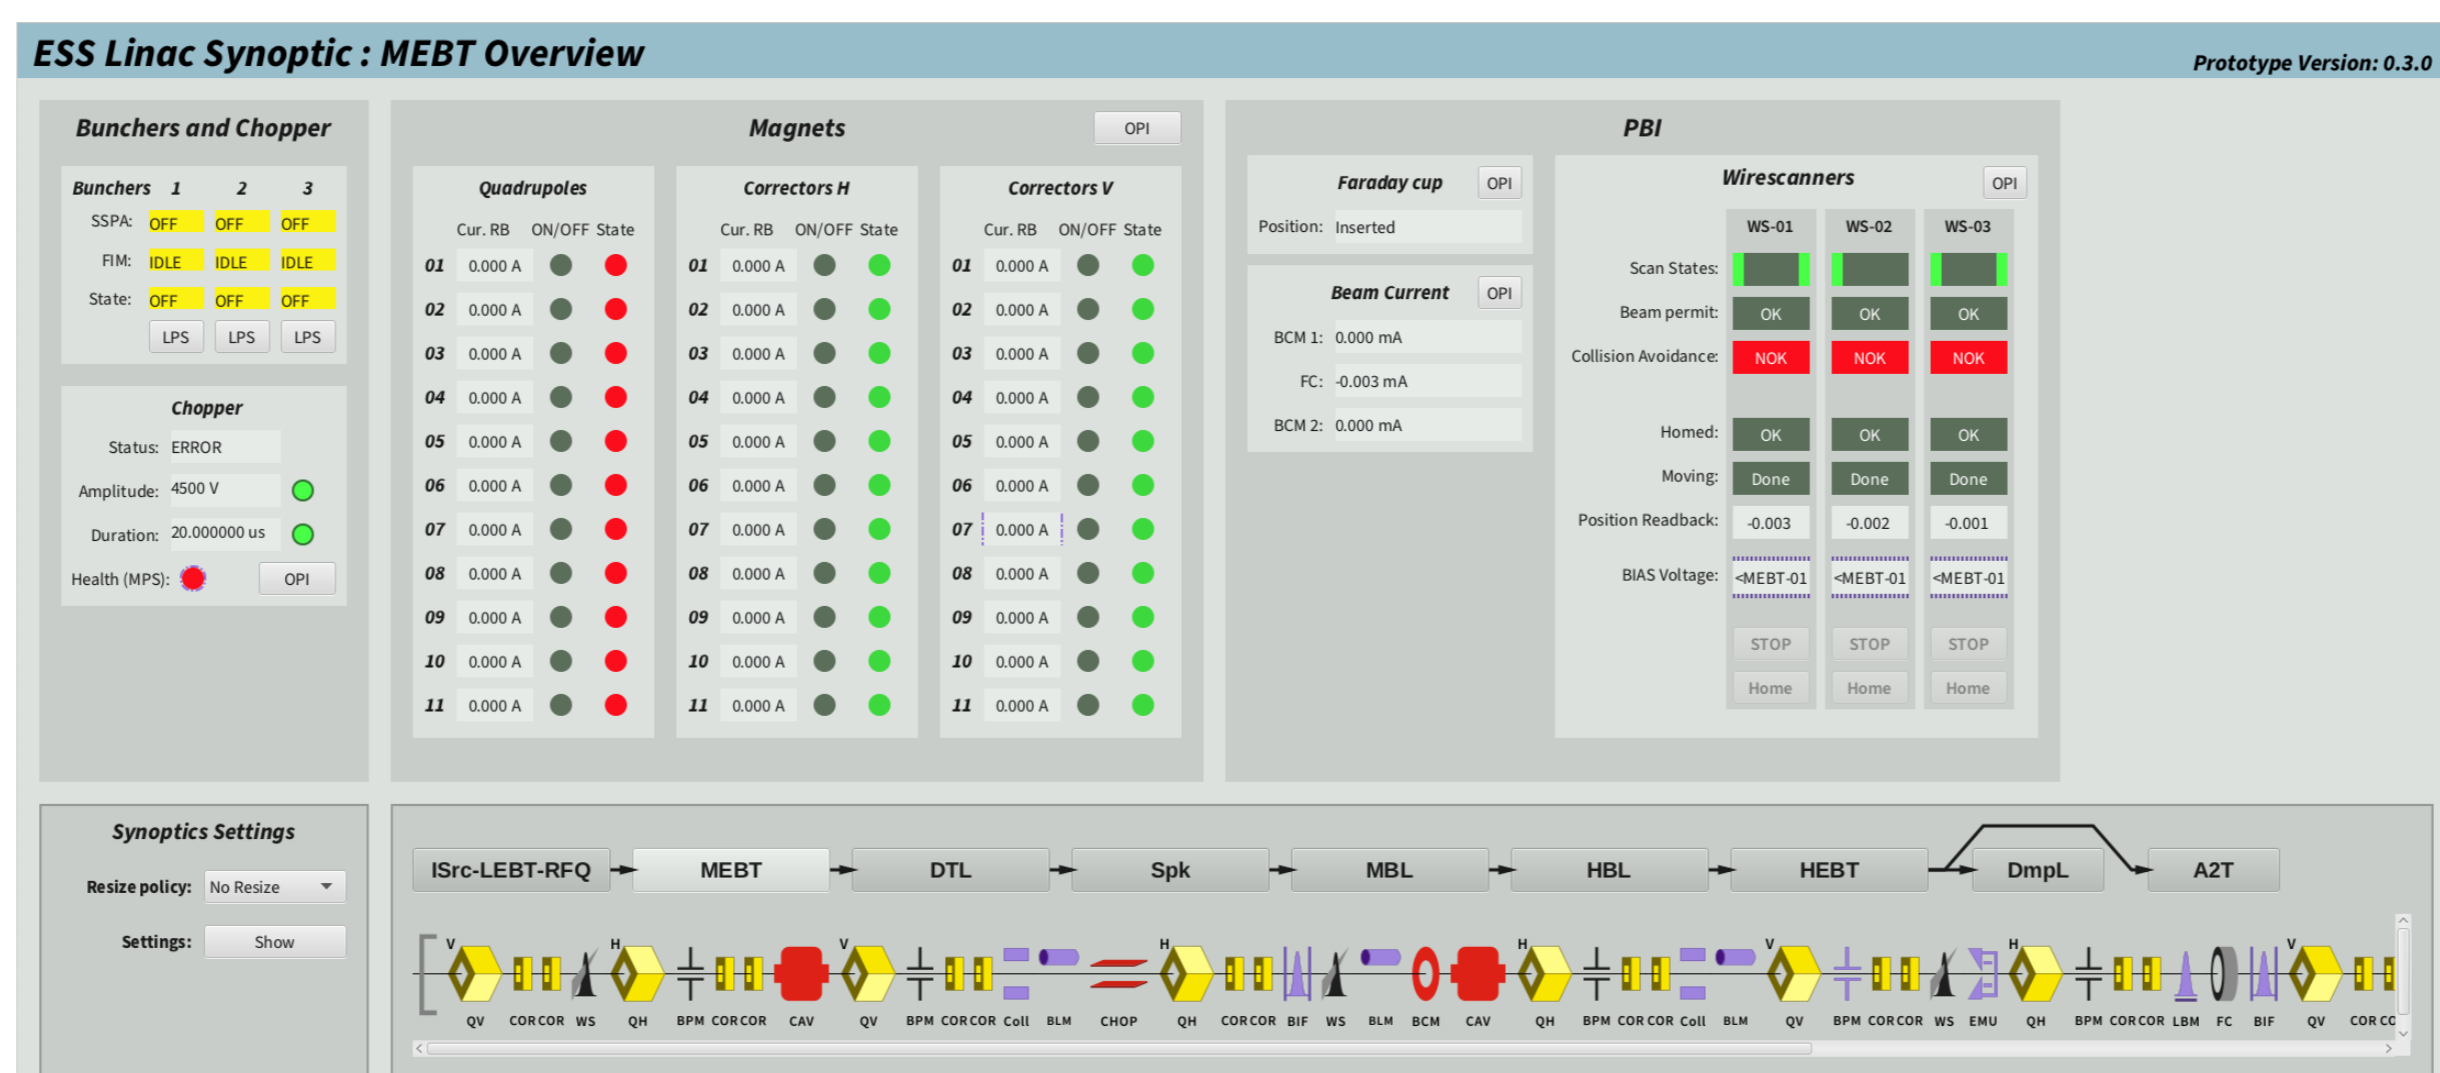 ESS Linac Synoptic : MEBT Overview
Prototype Version: 0.3.0
Bunchers and Chopper
Bunchers 1 2 3
SSPA: OFF OFF OFF
FIM: IDLE IDLE IDLE
State: OFF OFF OFF
LPS LPS LPS
Chopper
Status: ERROR
Amplitude: 4500 V
Duration: 20.000000 us
Health (MPS): OPI
Magnets OPI
Quadrupoles
Cur. RB ON/OFF State
01 0.000 A
02 0.000 A
03 0.000 A
04 0.000 A
05 0.000 A
06 0.000 A
07 0.000 A
08 0.000 A
09 0.000 A
10 0.000 A
11 0.000 A
Correctors H
Cur. RB ON/OFF State
01 0.000 A
02 0.000 A
03 0.000 A
04 0.000 A
05 0.000 A
06 0.000 A
07 0.000 A
08 0.000 A
09 0.000 A
10 0.000 A
11 0.000 A
Correctors V
Cur. RB ON/OFF State
01 0.000 A
02 0.000 A
03 0.000 A
04 0.000 A
05 0.000 A
06 0.000 A
07 0.000 A
08 0.000 A
09 0.000 A
10 0.000 A
11 0.000 A
PBI
Faraday cup OPI
Position: Inserted
Beam Current OPI
BCM 1: 0.000 mA
FC: -0.003 mA
BCM 2: 0.000 mA
Wirescanners OPI
WS-01 WS-02 WS-03
Scan States:
Beam permit: OK OK OK
Collision Avoidance: NOK NOK NOK
Homed: OK OK OK
Moving: Done Done Done
Position Readback: -0.003 -0.002 -0.001
BIAS Voltage: <MEBT-01 <MEBT-01 <MEBT-01
STOP STOP STOP
Home Home Home
Synoptics Settings
Resize policy: No Resize
Settings: Show
ISrc-LEBT-RFQ MEBT DTL Spk MBL HBL HEBT DmpL A2T
V H V H H V H V
QV COR COR WS QH BPM COR COR CAV QV BPM COR COR Coll BLM CHOP QH COR COR BIF WS BLM BCM CAV QH BPM COR COR Coll BLM QV BPM COR COR WS EMU QH BPM COR COR LBM FC BIF QV COR CO